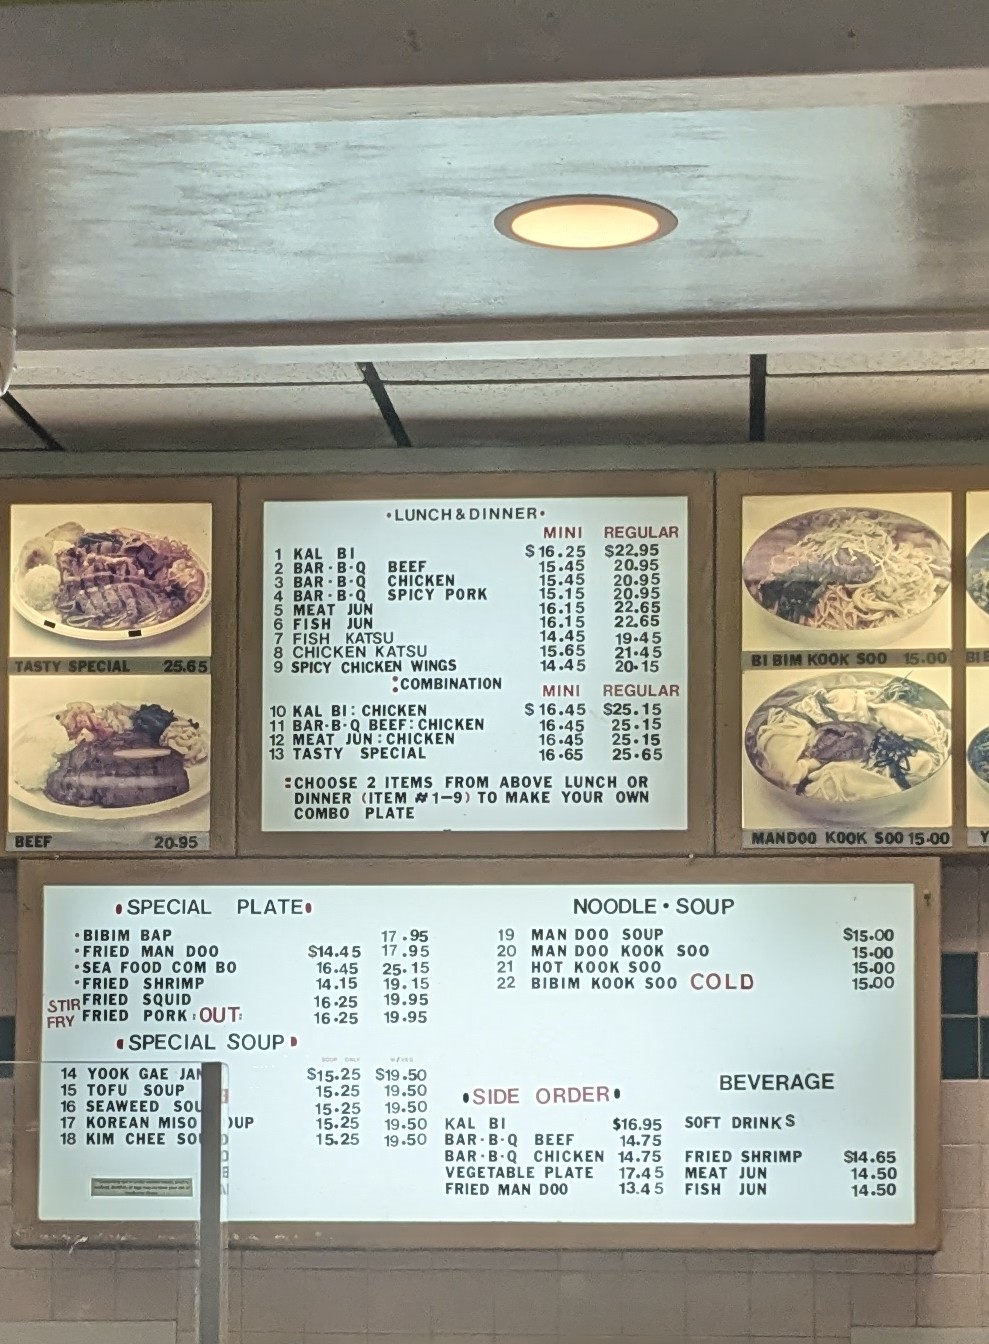 •LUNCH&DINNER•
MINI REGULAR
1 KAL BI $16.25 $22.95
2 BAR·B·Q BEEF 15.45 20.95
3 BAR·B·Q CHICKEN 15.45 20.95
4 BAR·B·Q SPICY PORK 15.15 20.95
5 MEAT JUN 16.15 22.65
6 FISH JUN 16.15 22.65
7 FISH KATSU 14.45 19.45
8 CHICKEN KATSU 15.65 21.45
9 SPICY CHICKEN WINGS 14.45 20.15
:COMBINATION
MINI REGULAR
10 KAL BI:CHICKEN $16.45 $25.15
11 BAR·B·Q BEEF:CHICKEN 16.45 25.15
12 MEAT JUN:CHICKEN 16.45 25.15
13 TASTY SPECIAL 16.65 25.65
:CHOOSE 2 ITEMS FROM ABOVE LUNCH OR
DINNER (ITEM #1-9) TO MAKE YOUR OWN
COMBO PLATE
TASTY SPECIAL 25.65
BEEF 20.95
BI BIM KOOK SOO 15.00
MANDOO KOOK SOO 15.00
•SPECIAL PLATE•
•BIBIM BAP 17.95
•FRIED MAN DOO $14.45 17.95
•SEA FOOD COM BO 16.45 25.15
•FRIED SHRIMP 14.15 19.15
STIR FRIED SQUID 16.25 19.95
FRY FRIED PORK:OUT: 16.25 19.95
•SPECIAL SOUP•
SOUP ONLY W/VEG
14 YOOK GAE JAN $15.25 $19.50
15 TOFU SOUP 15.25 19.50
16 SEAWEED SOU 15.25 19.50
17 KOREAN MISO OUP 15.25 19.50
18 KIM CHEE SOU 15.25 19.50
NOODLE•SOUP
19 MAN DOO SOUP $15.00
20 MAN DOO KOOK SOO 15.00
21 HOT KOOK SOO 15.00
22 BIBIM KOOK SOO COLD 15.00
•SIDE ORDER•
KAL BI $16.95
BAR·B·Q BEEF 14.75
BAR·B·Q CHICKEN 14.75
VEGETABLE PLATE 17.45
FRIED MAN DOO 13.45
BEVERAGE
SOFT DRINKS
FRIED SHRIMP $14.65
MEAT JUN 14.50
FISH JUN 14.50